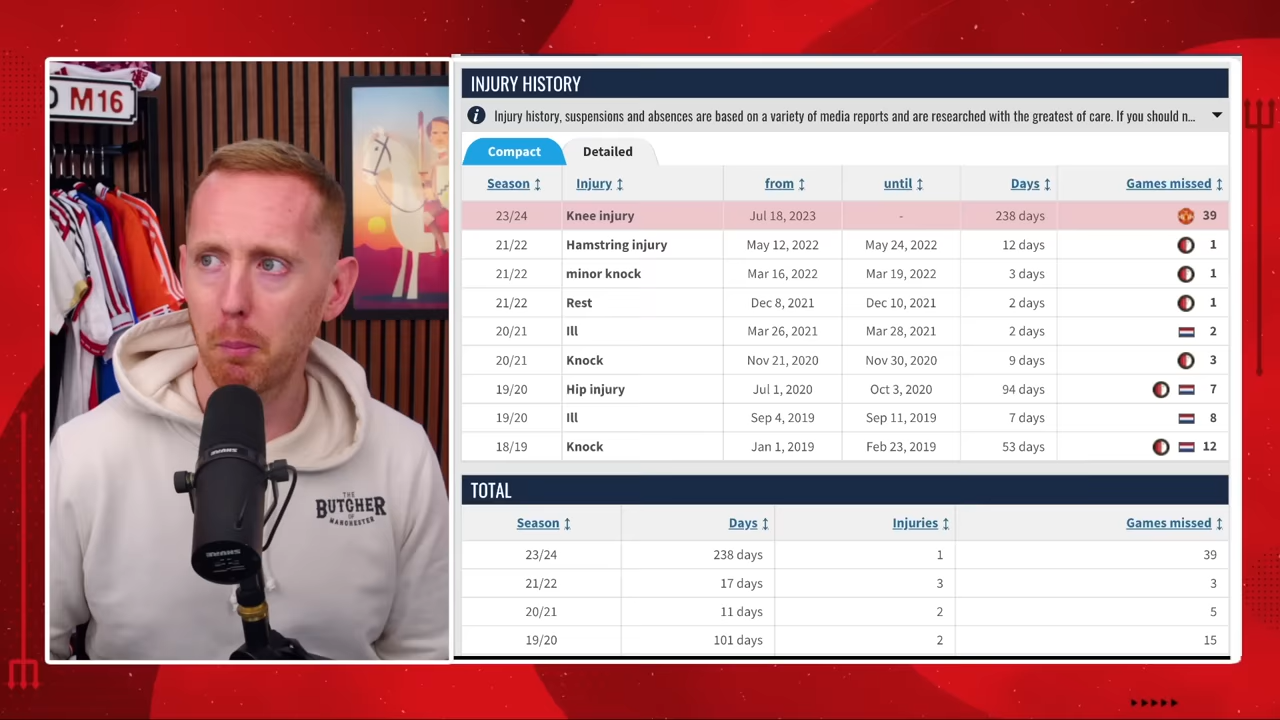 D M16
THE
BUTCHER
OF
MANCHESTER
SHURE
SHURE
INJURY HISTORY
Injury history, suspensions and absences are based on a variety of media reports and are researched with the greatest of care. If you should n...
Compact Detailed
Season Injury from until Days Games missed
23/24 Knee injury Jul 18, 2023 - 238 days 39
21/22 Hamstring injury May 12, 2022 May 24, 2022 12 days 1
21/22 minor knock Mar 16, 2022 Mar 19, 2022 3 days 1
21/22 Rest Dec 8, 2021 Dec 10, 2021 2 days 1
20/21 Ill Mar 26, 2021 Mar 28, 2021 2 days 2
20/21 Knock Nov 21, 2020 Nov 30, 2020 9 days 3
19/20 Hip injury Jul 1, 2020 Oct 3, 2020 94 days 7
19/20 Ill Sep 4, 2019 Sep 11, 2019 7 days 8
18/19 Knock Jan 1, 2019 Feb 23, 2019 53 days 12
TOTAL
Season Days Injuries Games missed
23/24 238 days 1 39
21/22 17 days 3 3
20/21 11 days 2 5
19/20 101 days 2 15